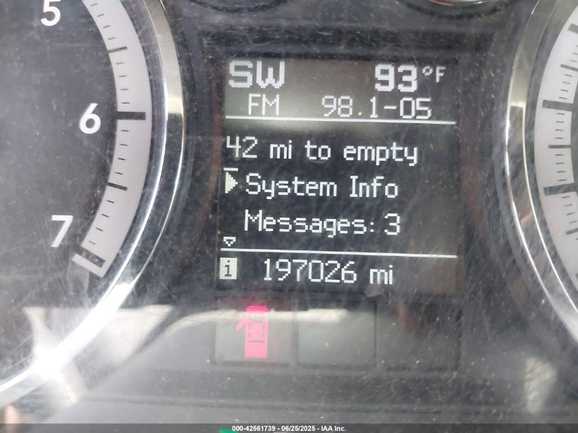 5
6
7
SW 93°F
FM 98.1-05
42 mi to empty
System Info
Messages: 3
i 197026 mi
000-42561739 - 06/25/2025 - IAA Inc.